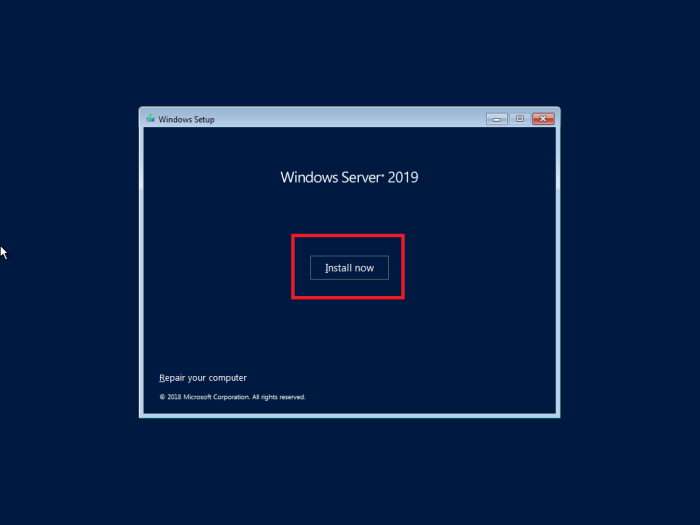 Windows Setup
Windows Server® 2019
Install now
Repair your computer
© 2018 Microsoft Corporation. All rights reserved.